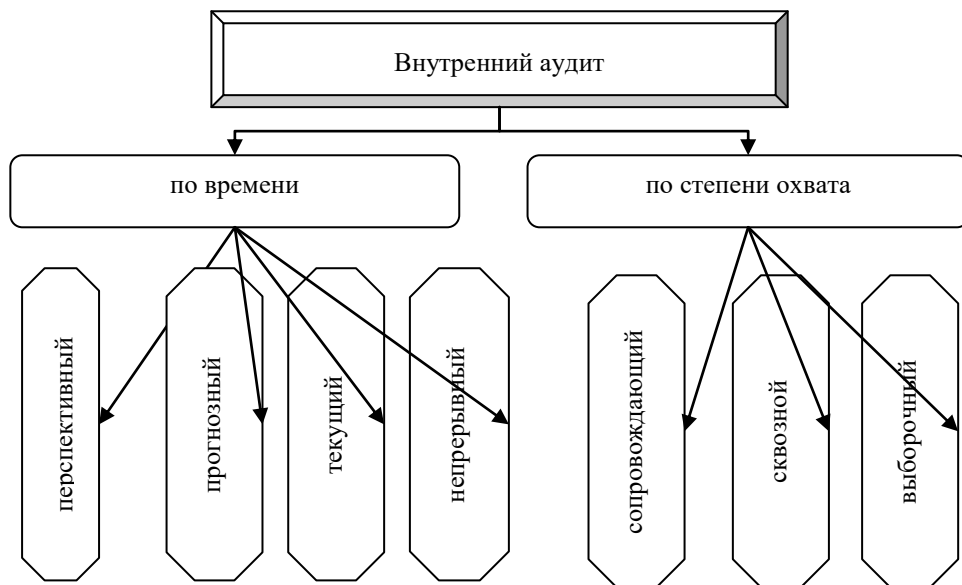 Внутренний аудит
по времени
по степени охвата
перспективный
прогнозный
текущий
непрерывный
сопровождающий
сквозной
выборочный